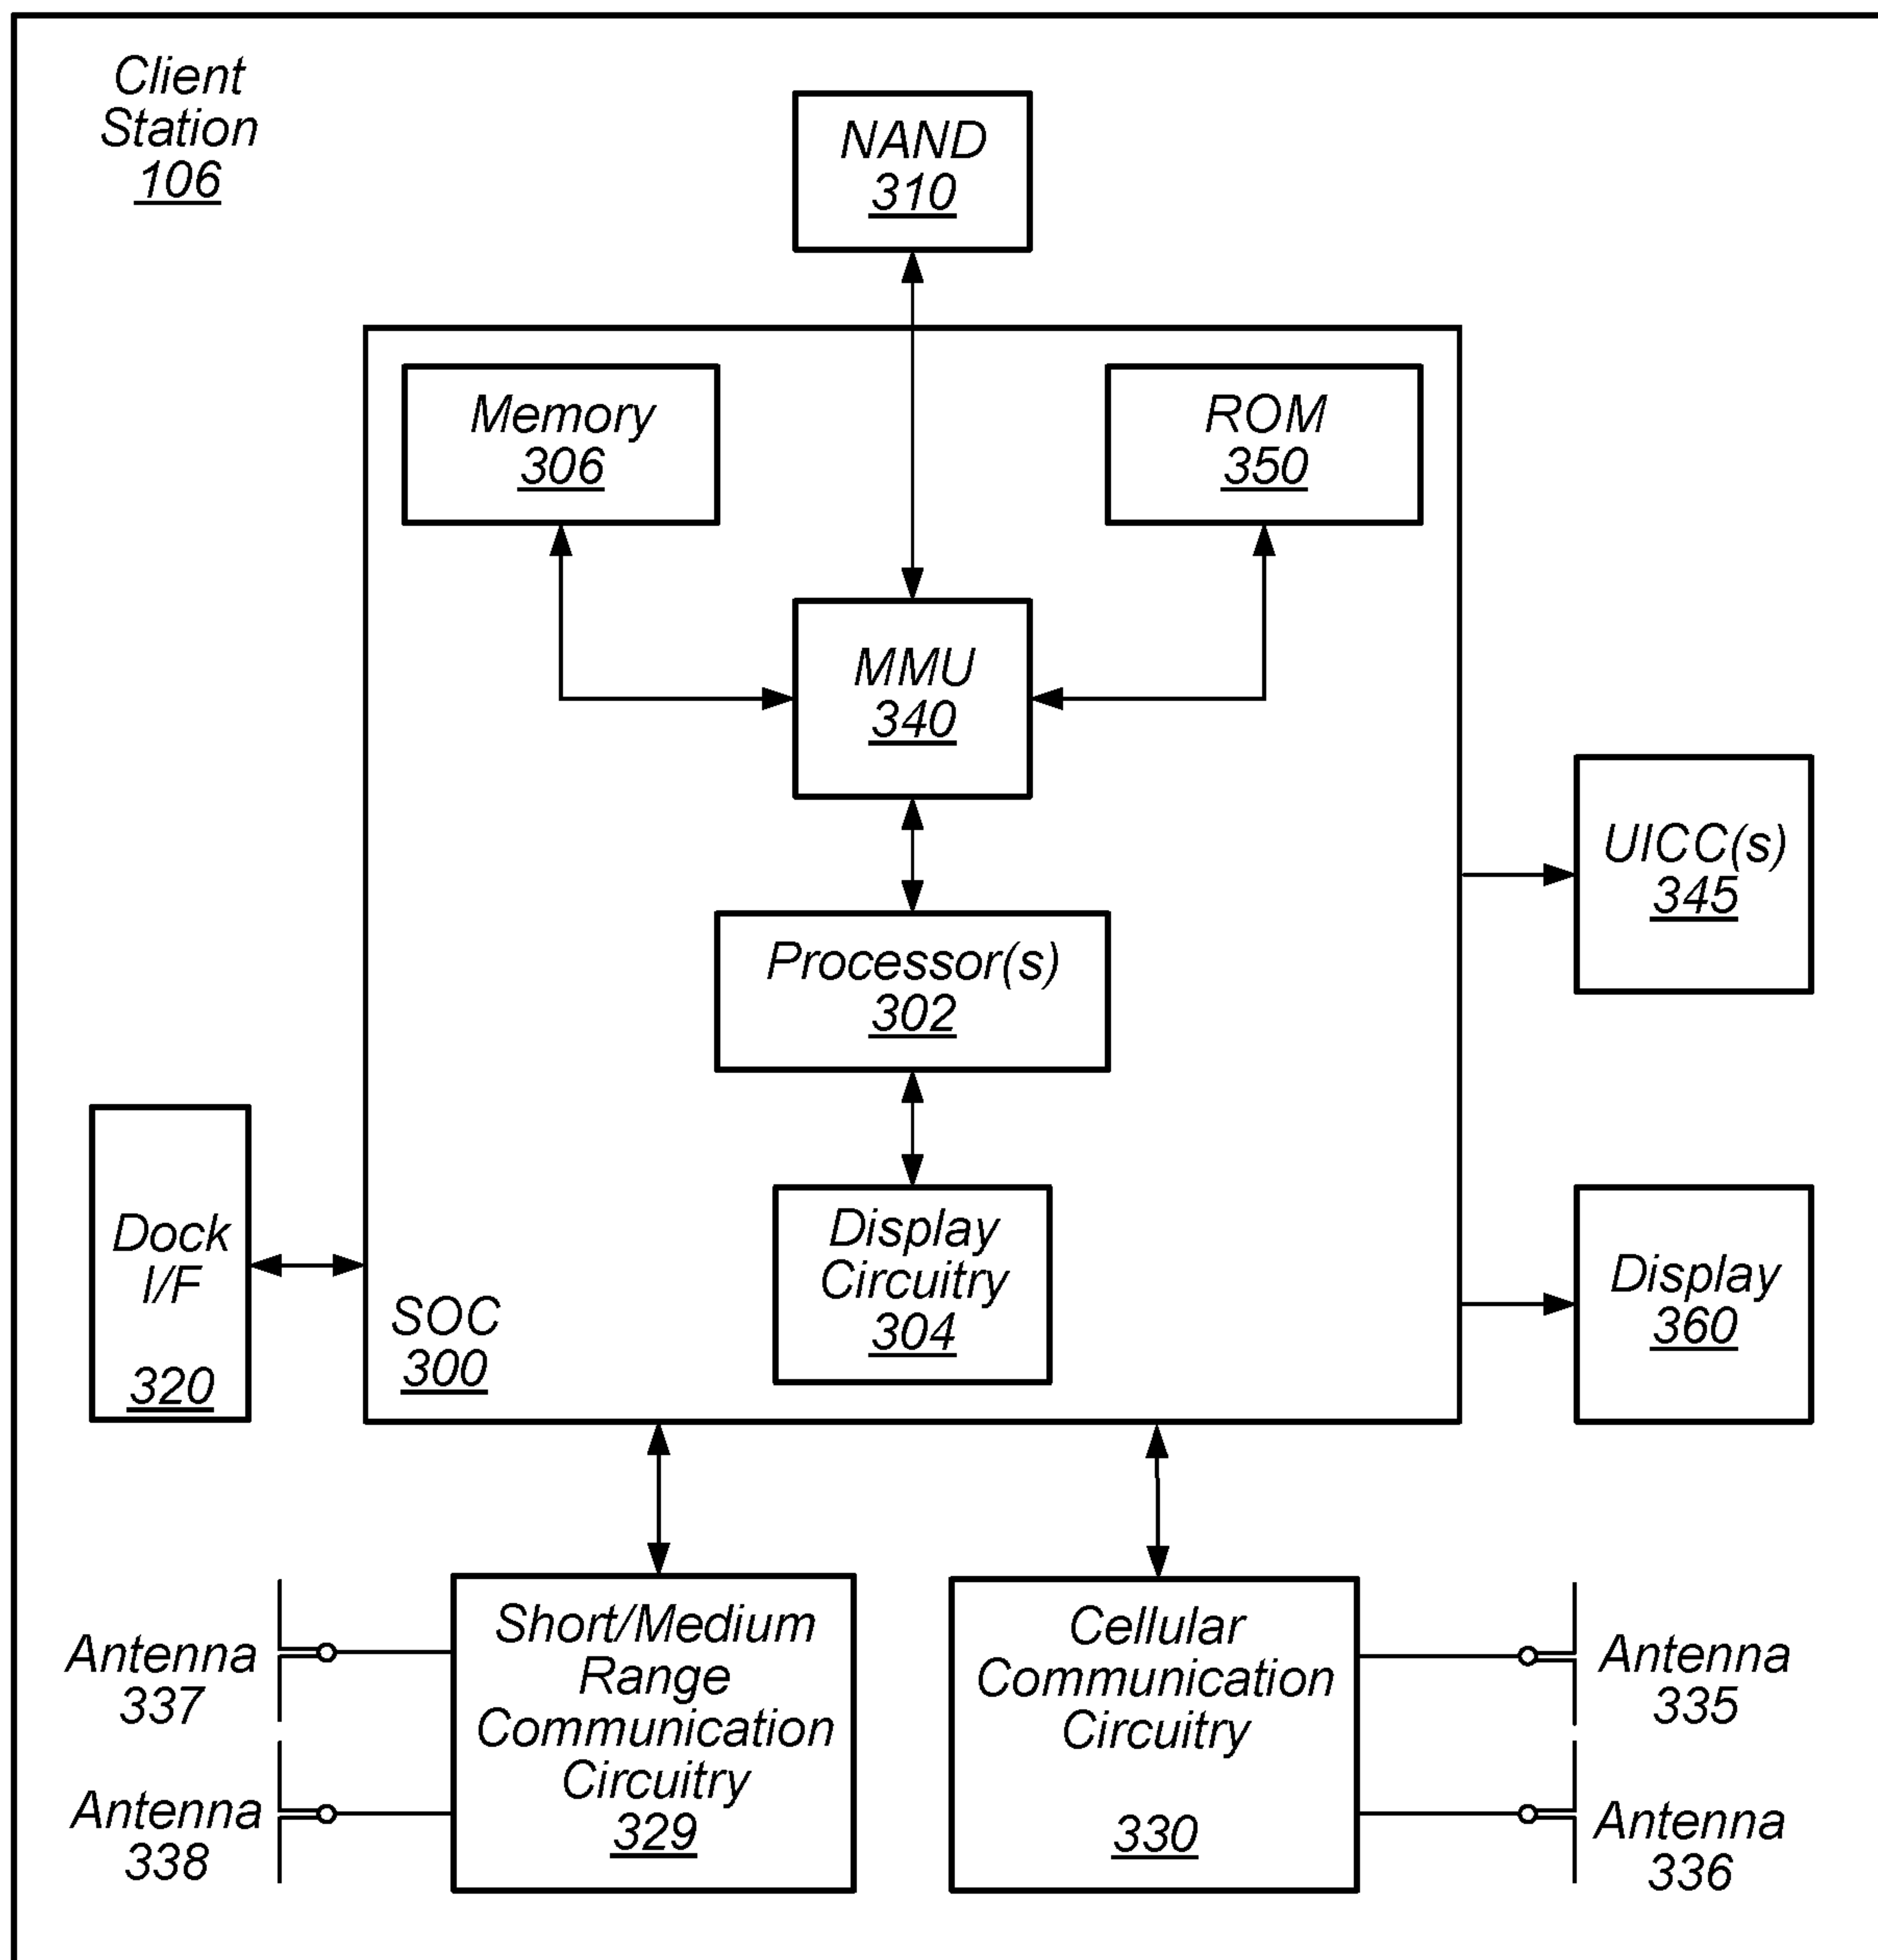 Client
Station
106
NAND
310
Memory
306
ROM
350
MMU
340
UICC(s)
345
Processor(s)
302
Display
Circuitry
304
Dock
I/F
320
SOC
300
Display
360
Short/Medium
Range
Communication
Circuitry
329
Cellular
Communication
Circuitry
330
Antenna
337
Antenna
338
Antenna
335
Antenna
336